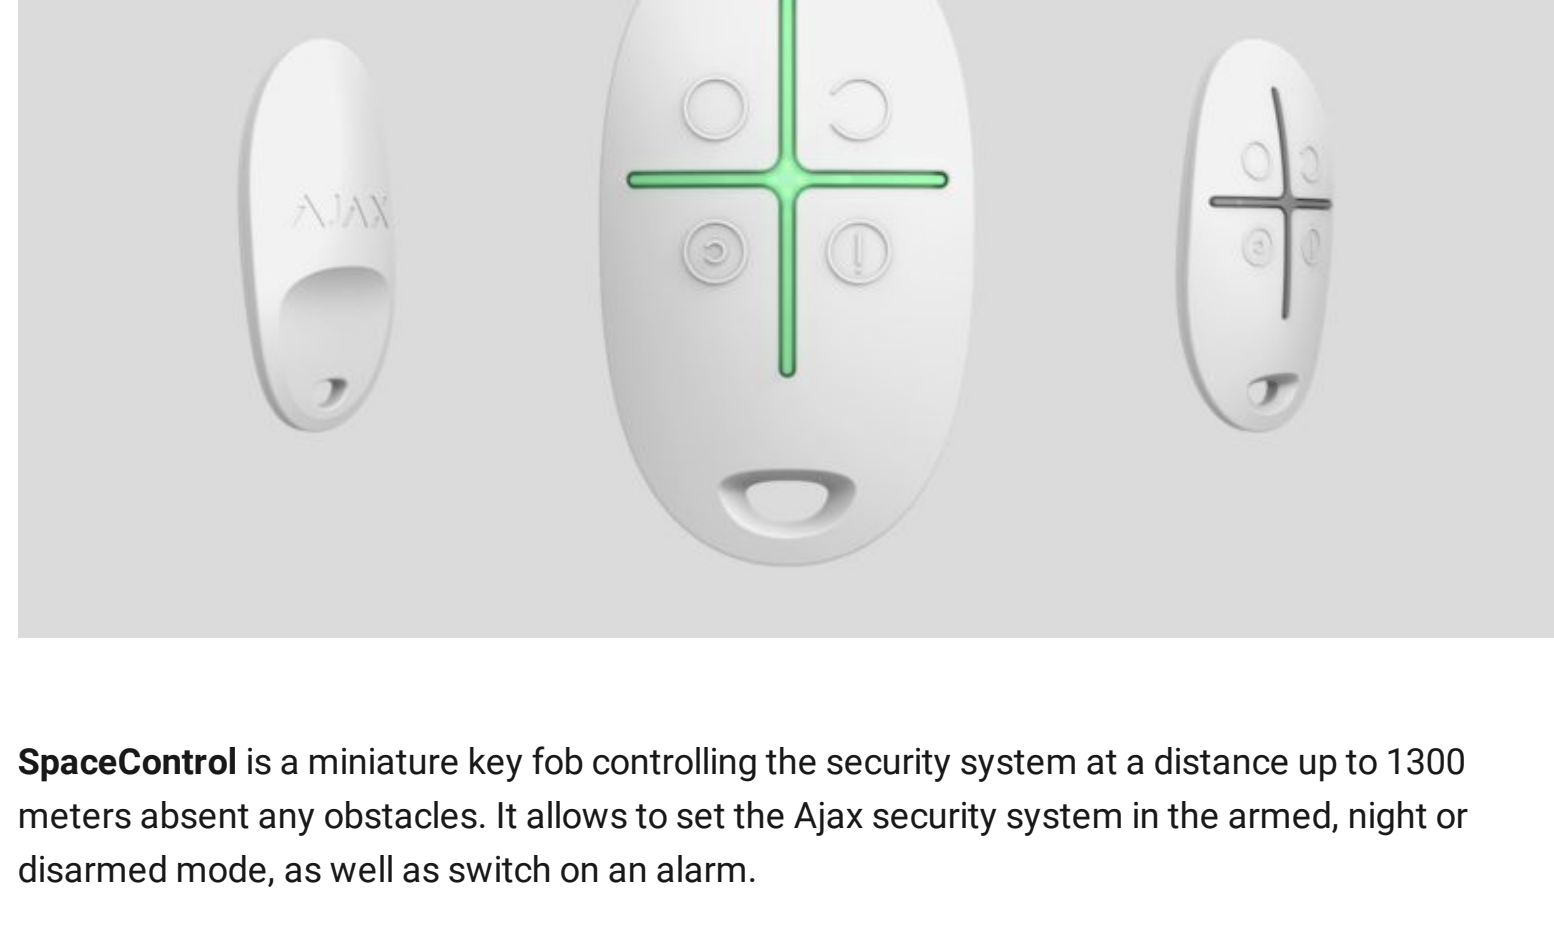 AJAX
SpaceControl is a miniature key fob controlling the security system at a distance up to 1300
meters absent any obstacles. It allows to set the Ajax security system in the armed, night or
disarmed mode, as well as switch on an alarm.